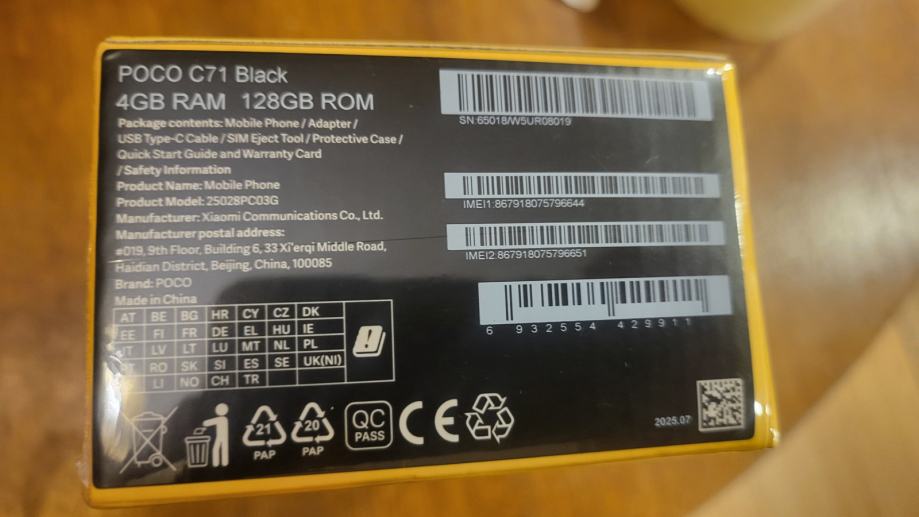 POCO C71 Black
4GB RAM 128GB ROM
Package contents: Mobile Phone / Adapter /
USB Type-C Cable / SIM Eject Tool / Protective Case /
Quick Start Guide and Warranty Card
/ Safety Information
Product Name: Mobile Phone
Product Model: 25028PC03G
Manufacturer: Xiaomi Communications Co., Ltd.
Manufacturer postal address:
#019, 9th Floor, Building 6, 33 Xi'erqi Middle Road,
Haidian District, Beijing, China, 100085
Brand: POCO
Made in China
AT BE BG HR CY CZ DK
EE FI FR DE EL HU IE
IT LV LT LU MT NL PL
PT RO SK SI ES SE UK(NI)
LI NO CH TR
SN:65018/W5UR08019
IMEI1:867918075796644
IMEI2:867918075796651
6 932554 429911
21
PAP
20
PAP
QC
PASS
CE
2025.07